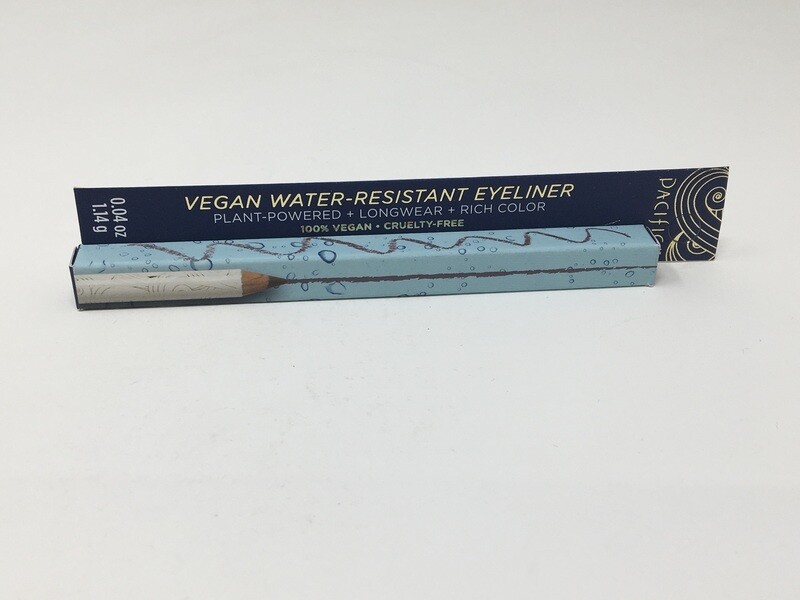 VEGAN WATER-RESISTANT EYELINER
PLANT-POWERED + LONGWEAR + RICH COLOR
100% VEGAN • CRUELTY-FREE
0.04 oz
1.14 g
PACIFIC